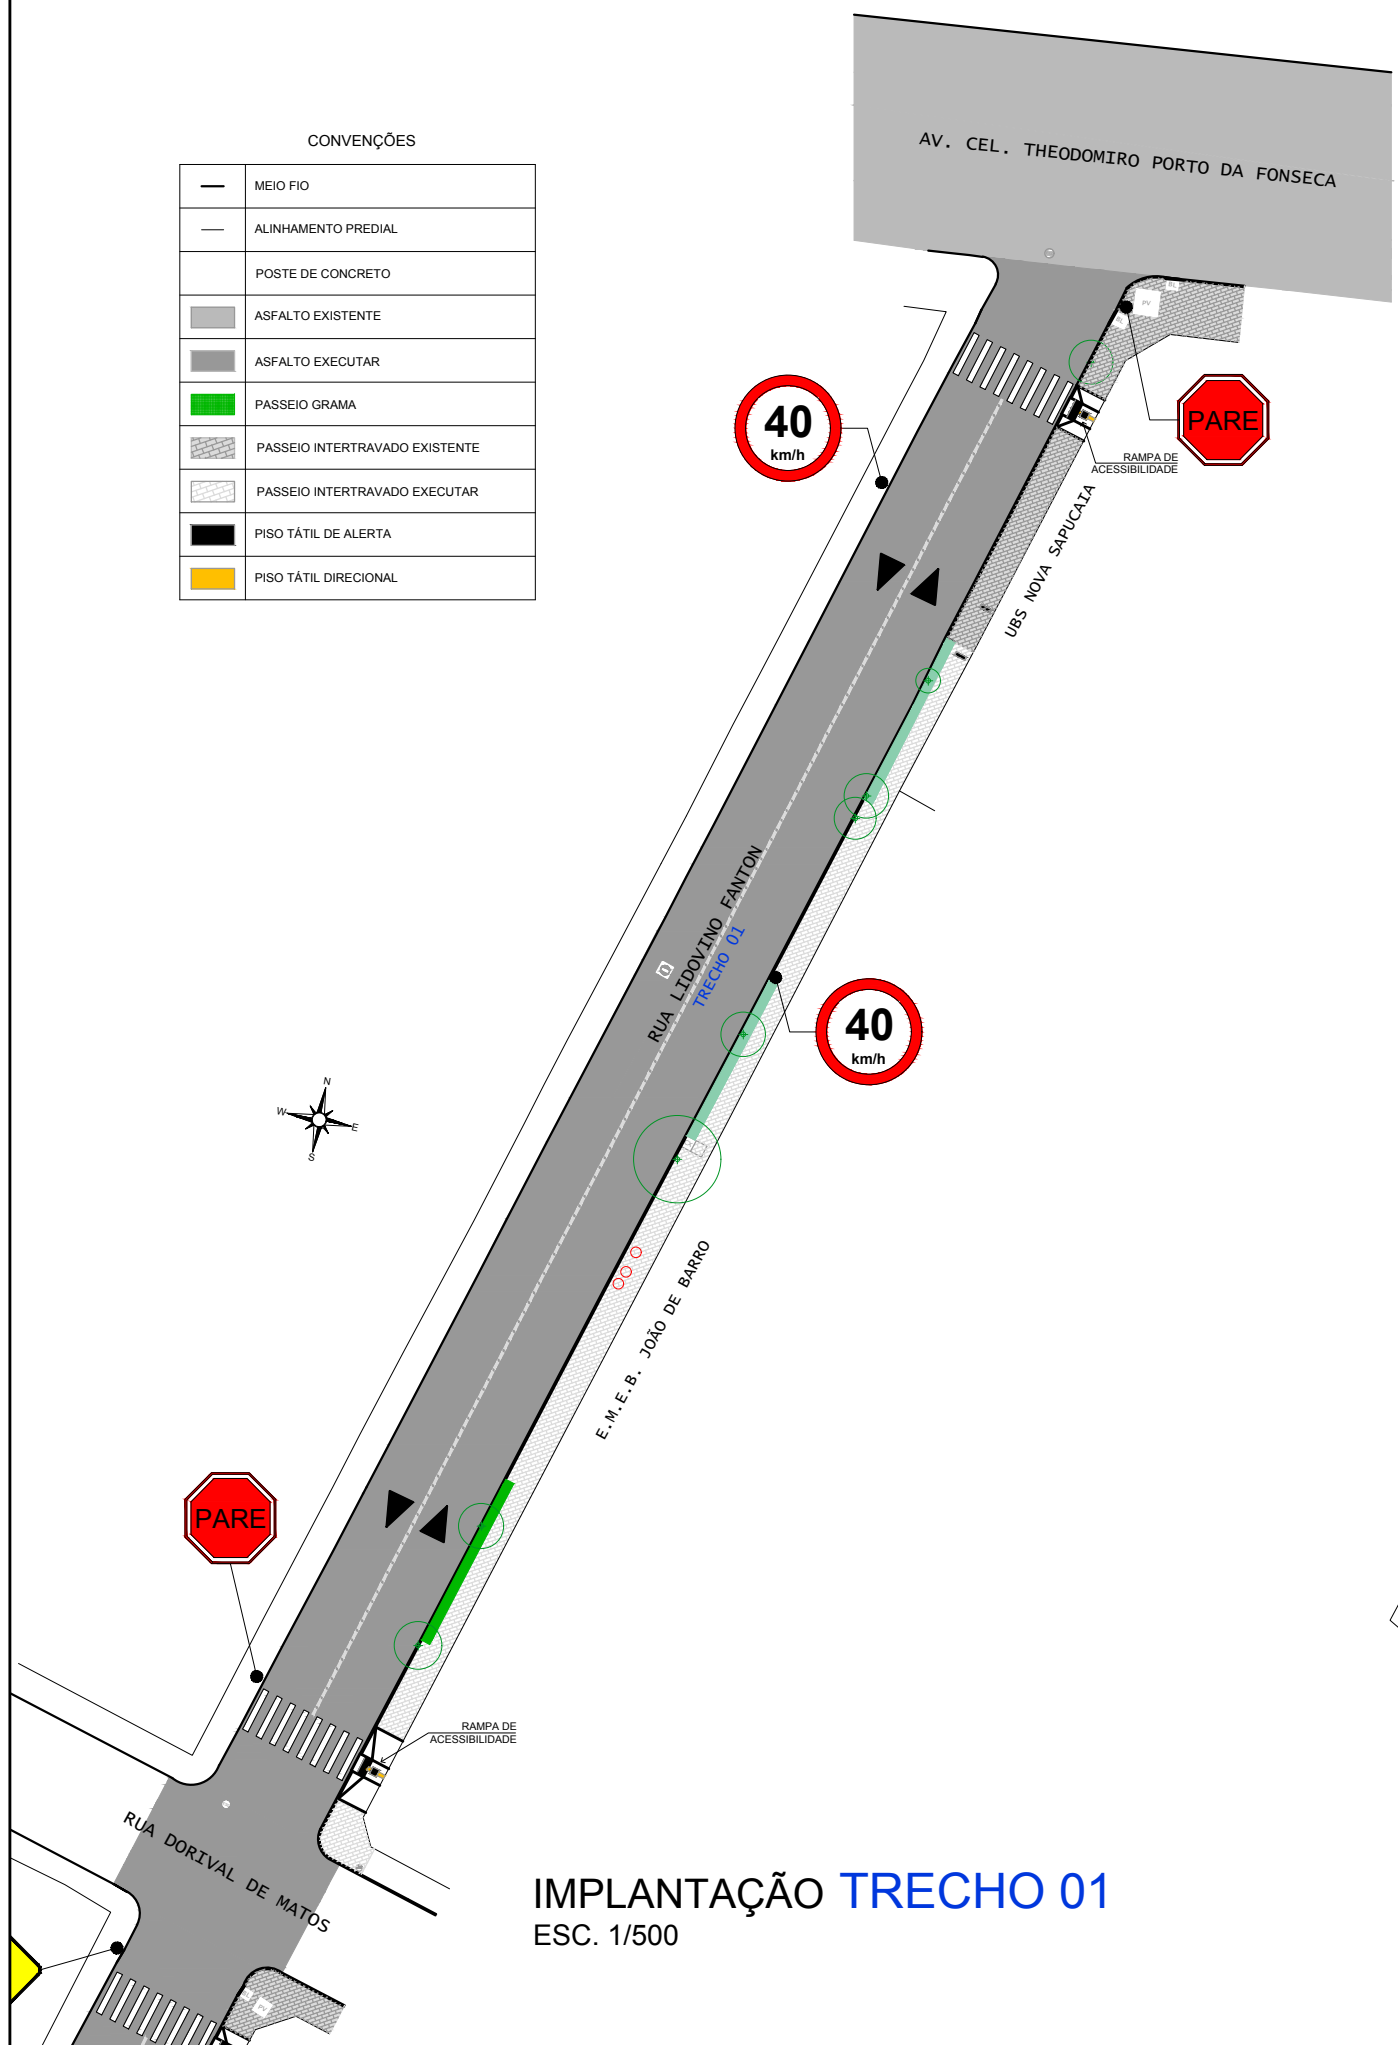 AV. CEL. THEODOMIRO PORTO DA FONSECA
CONVENÇÕES
MEIO FIO
ALINHAMENTO PREDIAL
POSTE DE CONCRETO
ASFALTO EXISTENTE
ASFALTO EXECUTAR
PASSEIO GRAMA
PASSEIO INTERTRAVADO EXISTENTE
PASSEIO INTERTRAVADO EXECUTAR
PISO TÁTIL DE ALERTA
PISO TÁTIL DIRECIONAL
BL
PV
40
km/h
PARE
RAMPA DE
ACESSIBILIDADE
UBS NOVA SAPUCAIA
RUA LIDOVINO FANTON
TRECHO 01
40
km/h
N
W
E
S
E.M.E.B. JOÃO DE BARRO
PARE
RAMPA DE
ACESSIBILIDADE
RUA DORIVAL DE MATOS
IMPLANTAÇÃO TRECHO 01
ESC. 1/500
PV